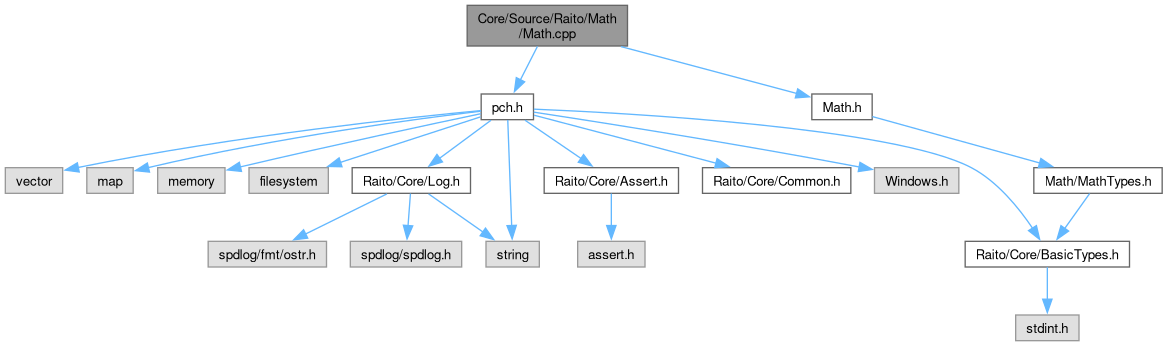 Core/Source/Raito/Math
/Math.cpp
pch.h
Math.h
vector
map
memory
filesystem
Raito/Core/Log.h
Raito/Core/Assert.h
Raito/Core/Common.h
Windows.h
Math/MathTypes.h
spdlog/fmt/ostr.h
spdlog/spdlog.h
string
assert.h
Raito/Core/BasicTypes.h
stdint.h